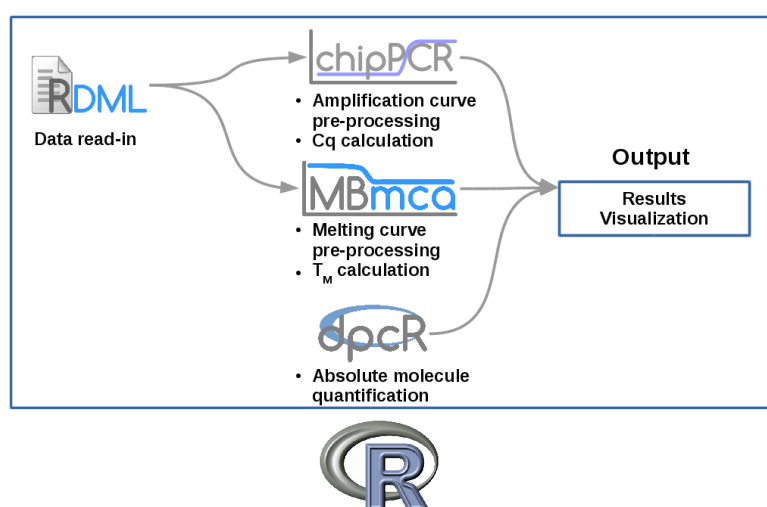 RDML
Data read-in
chipPCR
• Amplification curve
pre-processing
• Cq calculation
MBmca
• Melting curve
pre-processing
• TM calculation
dpcR
• Absolute molecule
quantification
Output
Results
Visualization
R